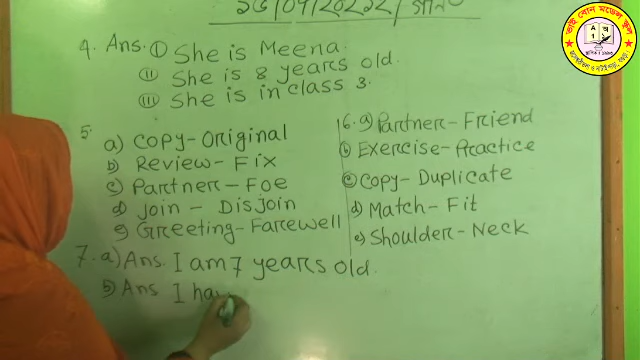 4. Ans. i) She is Meena.
ii) She is 8 years old.
iii) She is in class 3.
5.
a) Copy-Original
b) Review-Fix
c) Partner-Foe
d) Join - Disjoin
e) Greeting-Farewell
6. a) Partner-Friend
b) Exercise-Practice
c) Copy-Duplicate
d) Match-Fit
e) Shoulder-Neck
7. a) Ans. I am 7 years old.
b) Ans I hav
ভাই বোন মডেল স্কুল